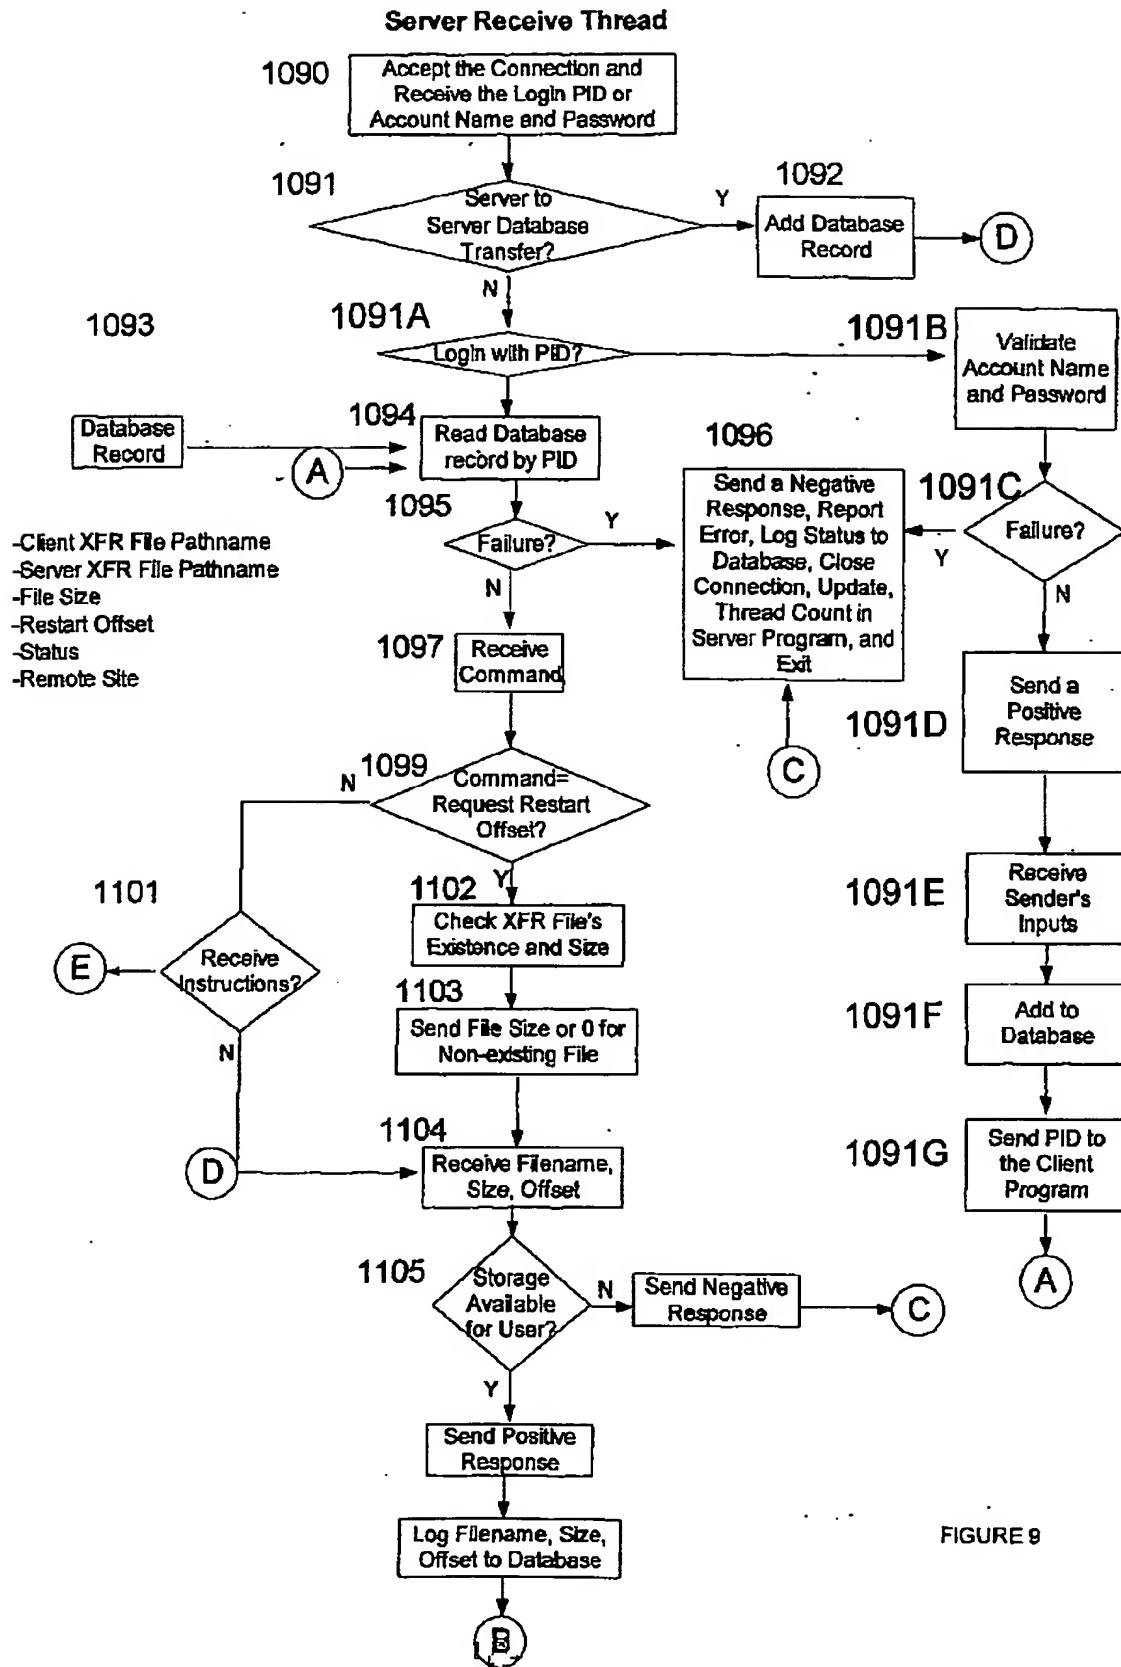 Server Receive Thread
1090
Accept the Connection and
Receive the Login PID or
Account Name and Password
1091
Server to
Server Database
Transfer?
Y
1092
Add Database
Record
D
N
1091A
Login with PID?
1091B
Validate
Account Name
and Password
1093
Database
Record
A
1094
Read Database
record by PID
1095
Failure?
Y
N
1096
Send a Negative
Response, Report
Error, Log Status to
Database, Close
Connection, Update,
Thread Count in
Server Program, and
Exit
C
1091C
Failure?
Y
N
-Client XFR File Pathname
-Server XFR File Pathname
-File Size
-Restart Offset
-Status
-Remote Site
1097
Receive
Command
1091D
Send a
Positive
Response
1099
Command=
Request Restart
Offset?
N
Y
1101
Receive
Instructions?
E
N
1102
Check XFR File's
Existence and Size
1091E
Receive
Sender's
Inputs
1103
Send File Size or 0 for
Non-existing File
1091F
Add to
Database
1104
D
Receive Filename,
Size, Offset
1091G
Send PID to
the Client
Program
A
1105
Storage
Available
for User?
N
Send Negative
Response
C
Y
Send Positive
Response
Log Filename, Size,
Offset to Database
B
FIGURE 9